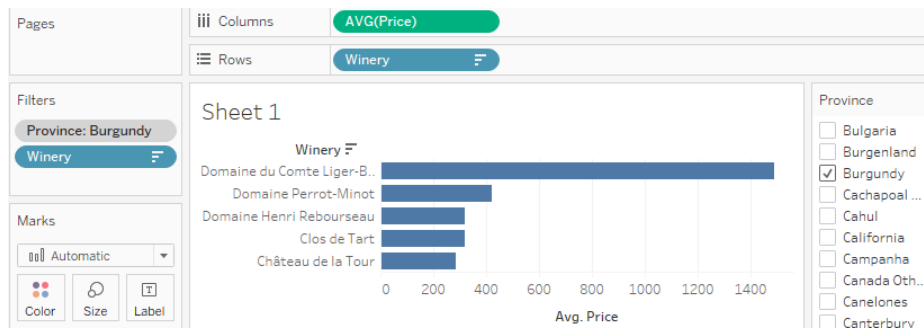 Pages
Columns
AVG(Price)
Rows
Winery
Filters
Province: Burgundy
Winery
Marks
Automatic
Color
Size
T
Label
Sheet 1
Winery
Domaine du Comte Liger-B..
Domaine Perrot-Minot
Domaine Henri Rebourseau
Clos de Tart
Château de la Tour
0 200 400 600 800 1000 1200 1400
Avg. Price
Province
Bulgaria
Burgenland
Burgundy
Cachapoal ...
Cahul
California
Campanha
Canada Oth...
Canelones
Canterbury